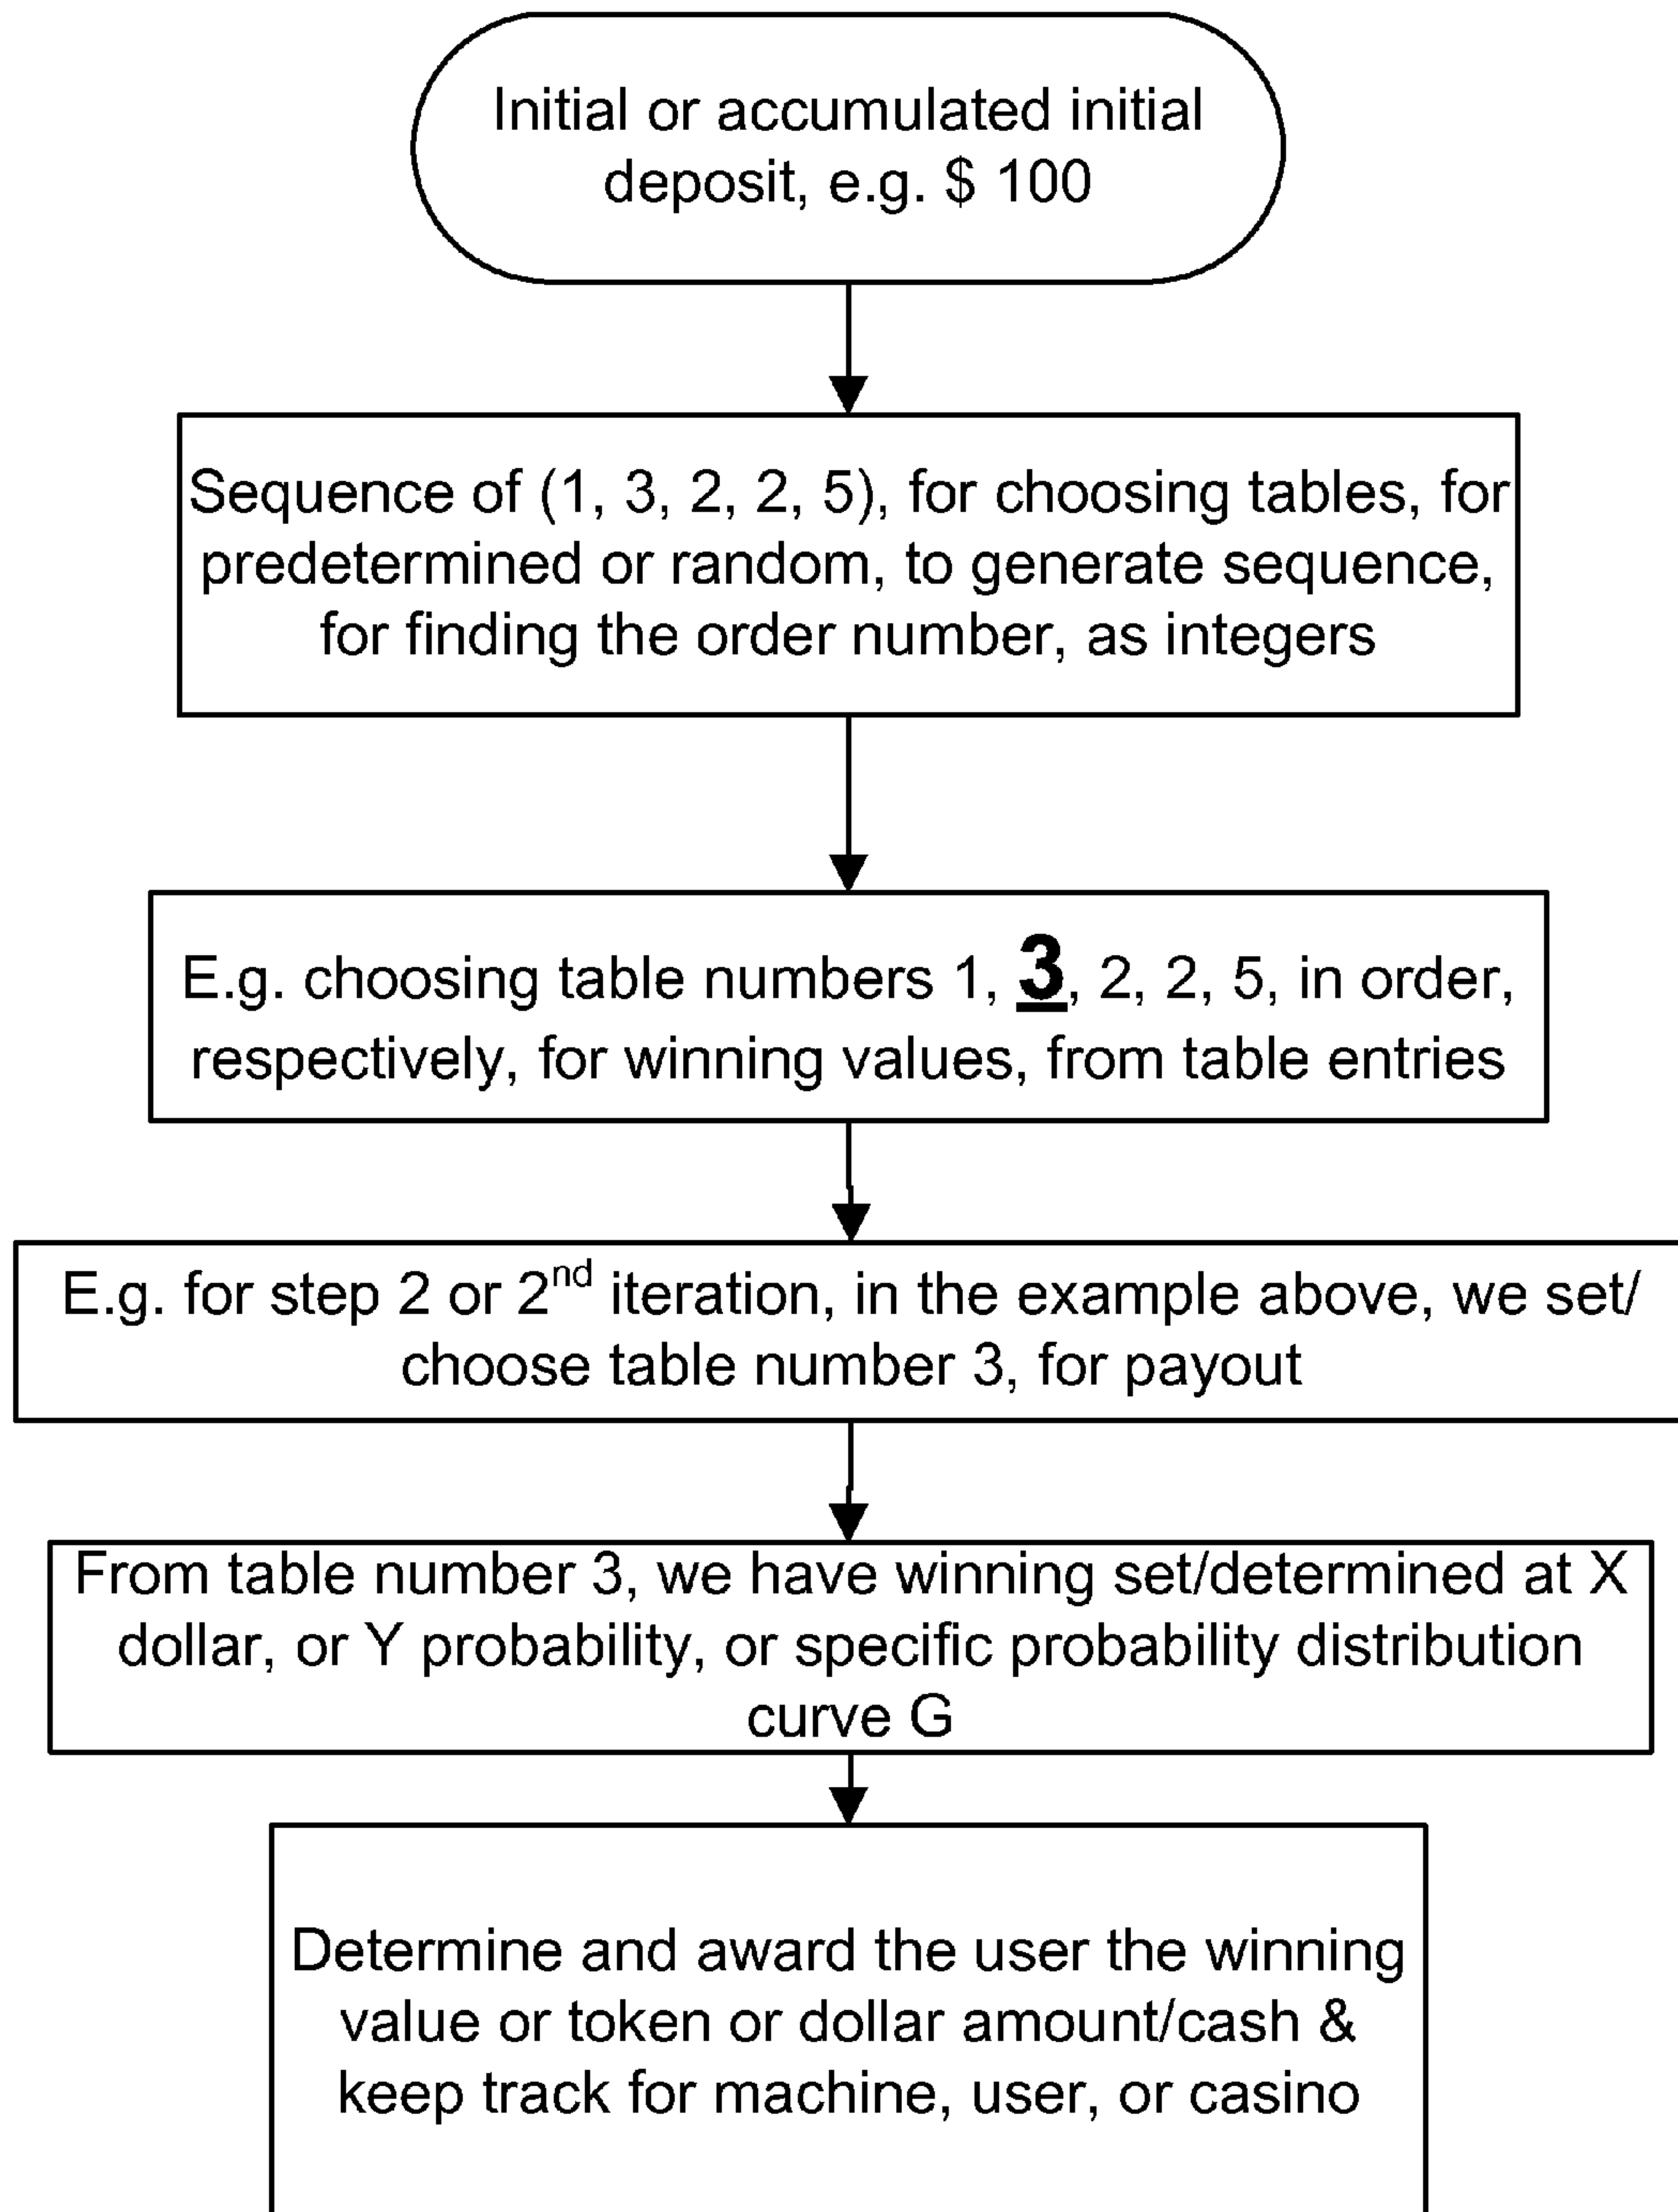 Initial or accumulated initial
deposit, e.g. $ 100
Sequence of (1, 3, 2, 2, 5), for choosing tables, for
predetermined or random, to generate sequence,
for finding the order number, as integers
E.g. choosing table numbers 1, 3, 2, 2, 5, in order,
respectively, for winning values, from table entries
E.g. for step 2 or 2nd iteration, in the example above, we set/
choose table number 3, for payout
From table number 3, we have winning set/determined at X
dollar, or Y probability, or specific probability distribution
curve G
Determine and award the user the winning
value or token or dollar amount/cash &
keep track for machine, user, or casino